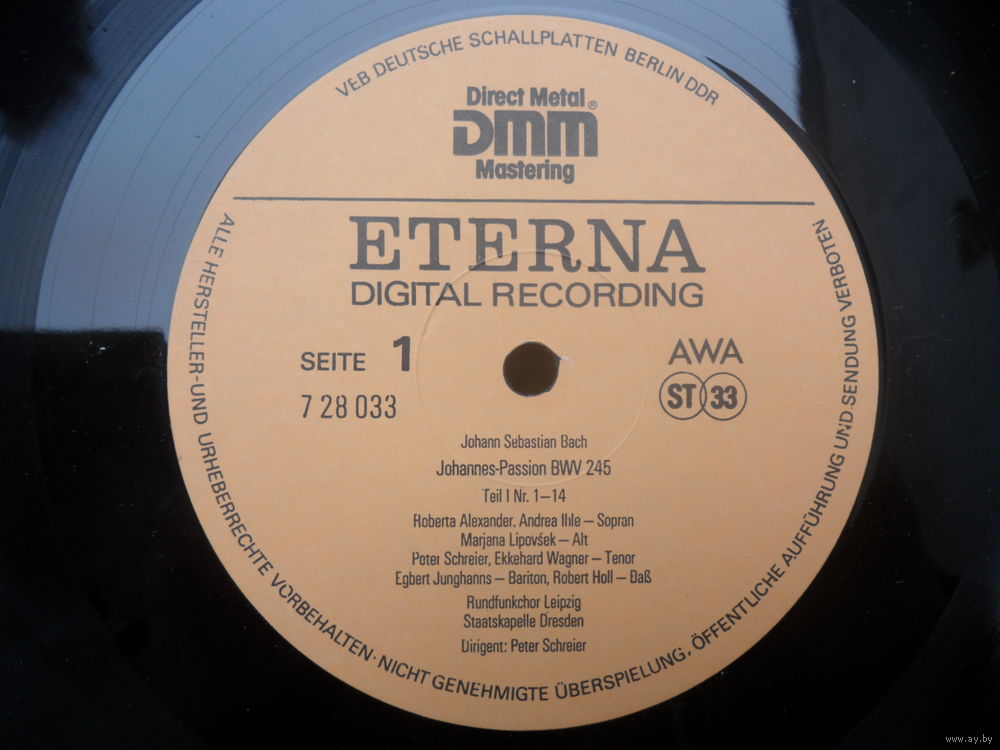 VEB DEUTSCHE SCHALLPLATTEN BERLIN DDR
Direct Metal
DMM®
Mastering
ETERNA
DIGITAL RECORDING
SEITE 1
7 28 033
AWA
ST 33
Johann Sebastian Bach
Johannes-Passion BWV 245
Teil I Nr. 1–14
Roberta Alexander, Andrea Ihle – Sopran
Marjana Lipovśek – Alt
Peter Schreier, Ekkehard Wagner – Tenor
Egbert Junghanns – Bariton, Robert Holl – Baß
Rundfunkchor Leipzig
Staatskapelle Dresden
Dirigent: Peter Schreier
ALLE HERSTELLER-UND URHEBERRECHTE VORBEHALTEN · NICHT GENEHMIGTE ÜBERSPIELUNG, ÖFFENTLICHE AUFFÜHRUNG UND SENDUNG VERBOTEN
www.ay.by